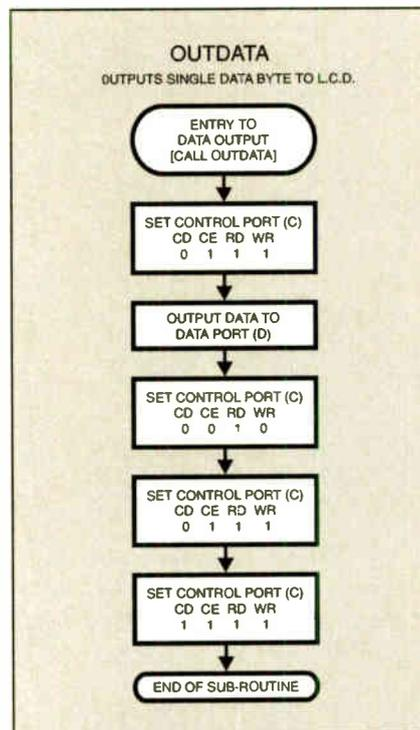 OUTDATA
OUTPUTS SINGLE DATA BYTE TO L.C.D.
ENTRY TO
DATA OUTPUT
[CALL OUTDATA]
SET CONTROL PORT (C)
CD CE RD WR
0 1 1 1
OUTPUT DATA TO
DATA PORT (D)
SET CONTROL PORT (C)
CD CE RD WR
0 0 1 0
SET CONTROL PORT (C)
CD CE RD WR
0 1 1 1
SET CONTROL PORT (C)
CD CE RD WR
1 1 1 1
END OF SUB-ROUTINE